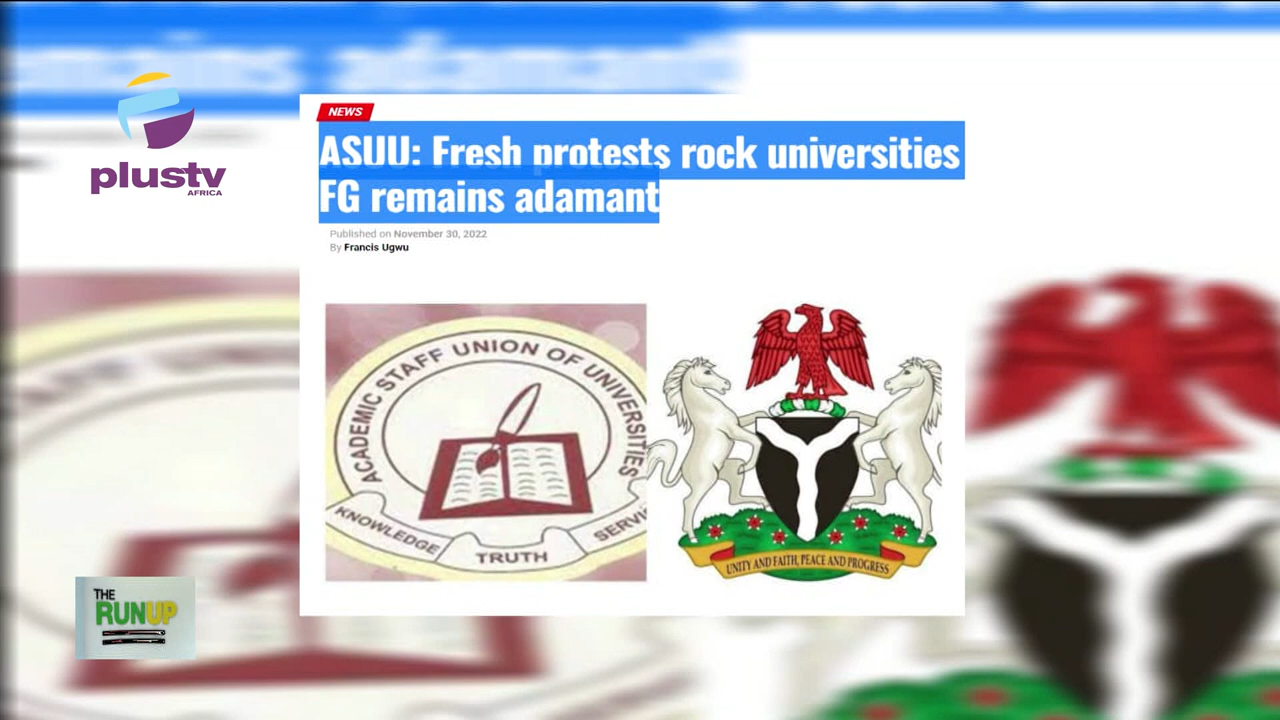 plustv
AFRICA
NEWS
ASUU: Fresh protests rock universities
FG remains adamant
Published on November 30, 2022
By Francis Ugwu
ACADEMIC STAFF UNION OF UNIVERSITIES
KNOWLEDGE
TRUTH
UNITY AND FAITH, PEACE AND PROGRESS
THE
RUNUP